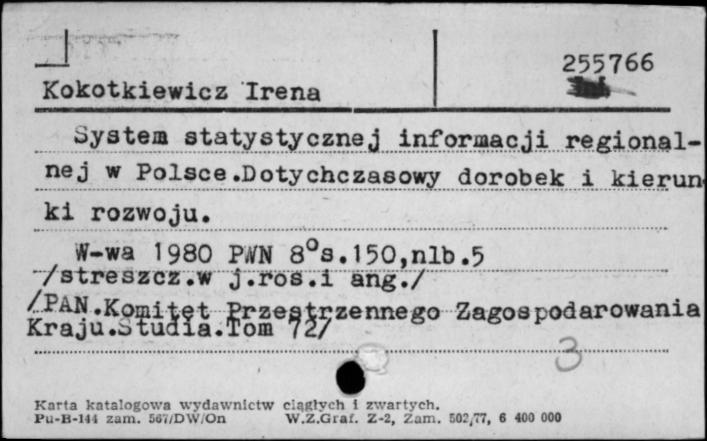 255766
Kokotkiewicz Irena
System statystycznej informacji regional-
nej w Polsce.Dotychczasowy dorobek i kierun
ki rozwoju.
W-wa 1980 PWN 8°s.150,nlb.5
/streszcz.w j.ros.i ang./
/PAN.Komitet Przestrzennego Zagospodarowania
Kraju.Studia.Tom 72/
3
Karta katalogowa wydawnictw ciągłych i zwartych.
Pu-B-144 zam. 567/DW/On W.Z.Graf. Z-2, Zam. 502/77, 6 400 000